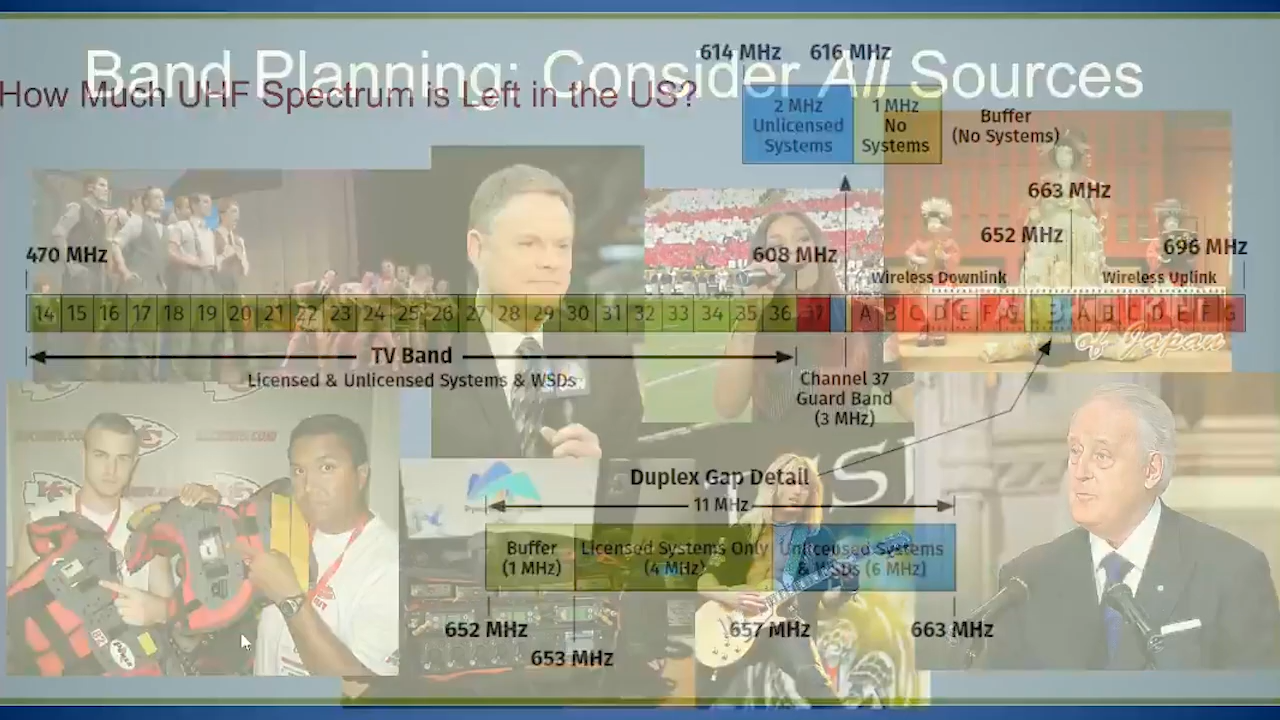 614 MHz 616 MHz
Band Planning: Consider All Sources
How Much UHF Spectrum is Left in the US?
2 MHz
Unlicensed
Systems
1 MHz
No
Systems
Buffer
(No Systems)
663 MHz
652 MHz
470 MHz
608 MHz
696 MHz
Wireless Downlink
Wireless Uplink
14 15 16 17 18 19 20 21 22 23 24 25 26 27 28 29 30 31 32 33 34 35 36 37 A B C D E F G A B C D E F G
of Japan
TV Band
Licensed & Unlicensed Systems & WSDs
Channel 37
Guard Band
(3 MHz)
Duplex Gap Detail
11 MHz
Buffer
(1 MHz)
Licensed Systems Only
(4 MHz)
Unlicensed Systems
& WSDs (6 MHz)
652 MHz
657 MHz
663 MHz
653 MHz